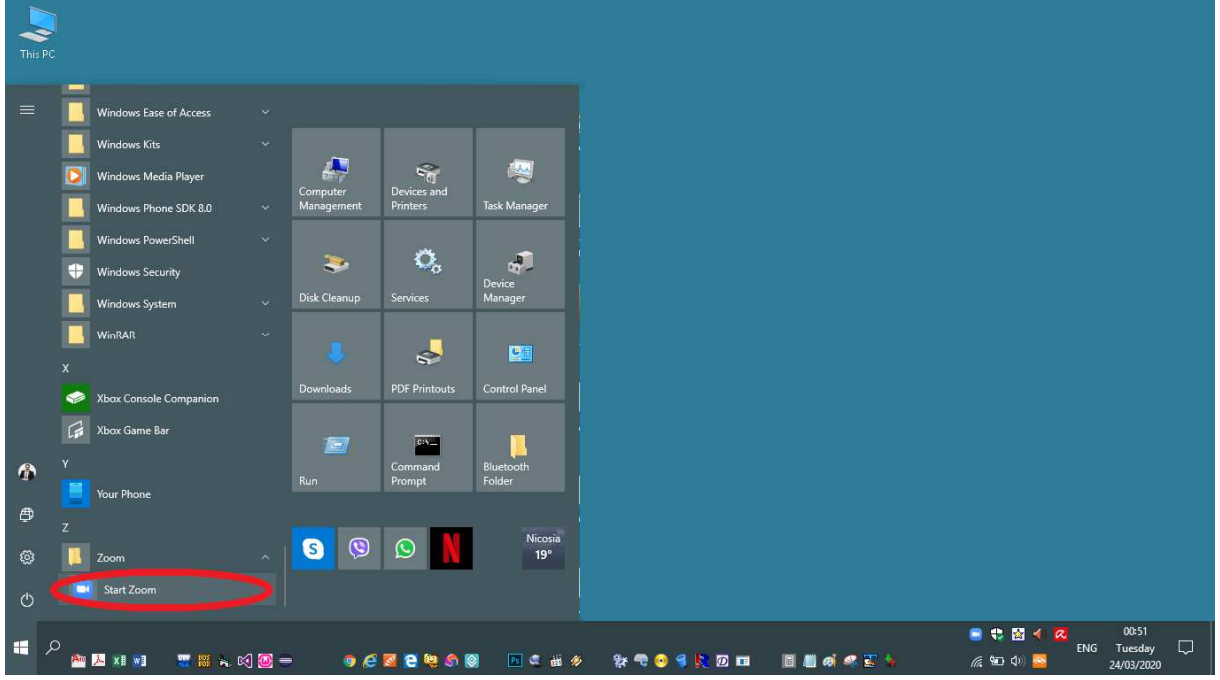 This PC
Windows Ease of Access
Windows Kits
Windows Media Player
Windows Phone SDK 8.0
Windows PowerShell
Windows Security
Windows System
WinRAR
X
Xbox Console Companion
Xbox Game Bar
Y
Your Phone
Z
Zoom
Start Zoom
Computer
Management
Devices and
Printers
Task Manager
Disk Cleanup
Services
Device
Manager
Downloads
PDF Printouts
Control Panel
Run
Command
Prompt
Bluetooth
Folder
Nicosia
19°
ENG
00:51
Tuesday
24/03/2020